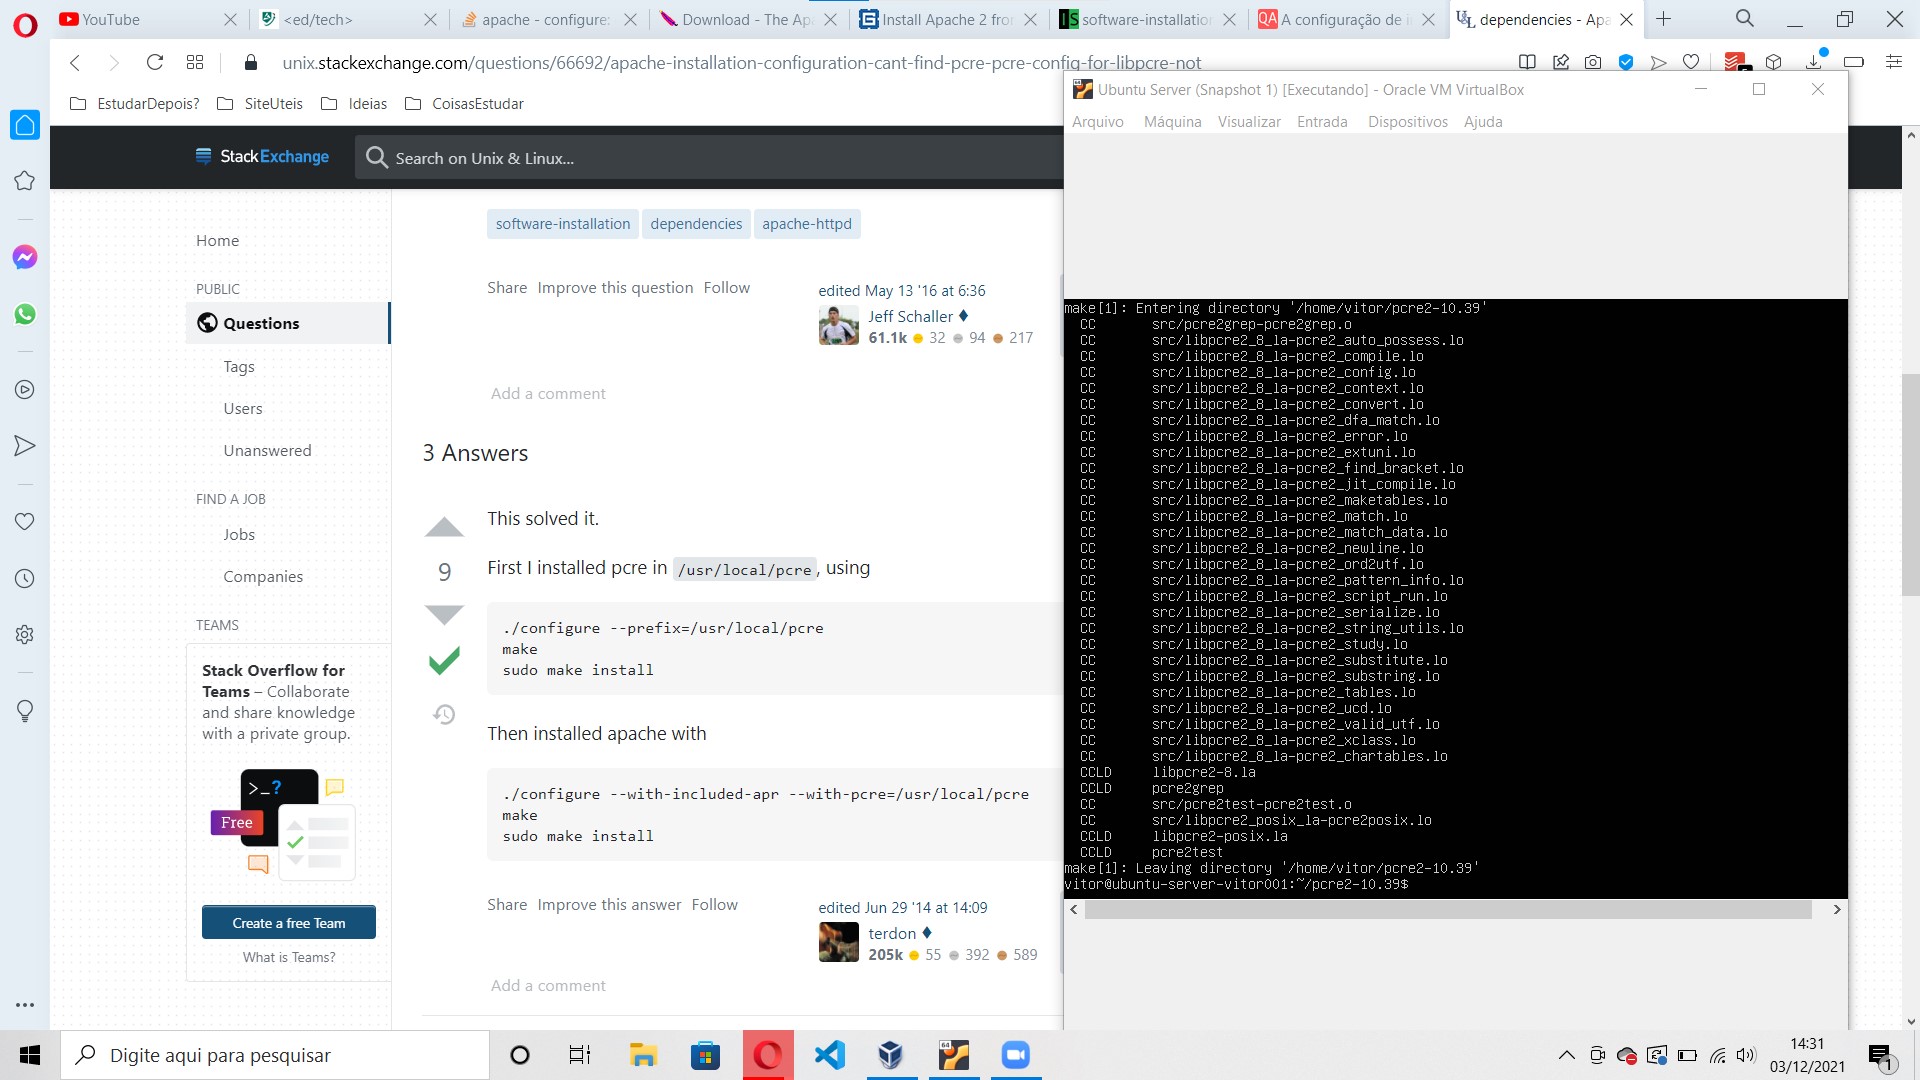 YouTube
<ed/tech>
apache - configure:
Download - The Apa
Install Apache 2 fror
software-installation
A configuração de i
dependencies - Apa
unix.stackexchange.com/questions/66692/apache-installation-configuration-cant-find-pcre-pcre-config-for-libpcre-not
EstudarDepois?
SiteUteis
Ideias
CoisasEstudar
StackExchange
Search on Unix & Linux...
Home
PUBLIC
Questions
Tags
Users
Unanswered
FIND A JOB
Jobs
Companies
TEAMS
Stack Overflow for
Teams – Collaborate
and share knowledge
with a private group.
>_?
Free
Create a free Team
What is Teams?
software-installation
dependencies
apache-httpd
Share Improve this question Follow
edited May 13 '16 at 6:36
Jeff Schaller ♦
61.1k 32 94 217
Add a comment
3 Answers
9
This solved it.
First I installed pcre in /usr/local/pcre , using
./configure --prefix=/usr/local/pcre
make
sudo make install
Then installed apache with
./configure --with-included-apr --with-pcre=/usr/local/pcre
make
sudo make install
Share Improve this answer Follow
edited Jun 29 '14 at 14:09
terdon ♦
205k 55 392 589
Add a comment
64
Ubuntu Server (Snapshot 1) [Executando] - Oracle VM VirtualBox
Arquivo Máquina Visualizar Entrada Dispositivos Ajuda
make[1]: Entering directory '/home/vitor/pcre2-10.39'
CC src/pcre2grep-pcre2grep.o
CC src/libpcre2_8_la-pcre2_auto_possess.lo
CC src/libpcre2_8_la-pcre2_compile.lo
CC src/libpcre2_8_la-pcre2_config.lo
CC src/libpcre2_8_la-pcre2_context.lo
CC src/libpcre2_8_la-pcre2_convert.lo
CC src/libpcre2_8_la-pcre2_dfa_match.lo
CC src/libpcre2_8_la-pcre2_error.lo
CC src/libpcre2_8_la-pcre2_extuni.lo
CC src/libpcre2_8_la-pcre2_find_bracket.lo
CC src/libpcre2_8_la-pcre2_jit_compile.lo
CC src/libpcre2_8_la-pcre2_maketables.lo
CC src/libpcre2_8_la-pcre2_match.lo
CC src/libpcre2_8_la-pcre2_match_data.lo
CC src/libpcre2_8_la-pcre2_newline.lo
CC src/libpcre2_8_la-pcre2_ord2utf.lo
CC src/libpcre2_8_la-pcre2_pattern_info.lo
CC src/libpcre2_8_la-pcre2_script_run.lo
CC src/libpcre2_8_la-pcre2_serialize.lo
CC src/libpcre2_8_la-pcre2_string_utils.lo
CC src/libpcre2_8_la-pcre2_study.lo
CC src/libpcre2_8_la-pcre2_substitute.lo
CC src/libpcre2_8_la-pcre2_substring.lo
CC src/libpcre2_8_la-pcre2_tables.lo
CC src/libpcre2_8_la-pcre2_ucd.lo
CC src/libpcre2_8_la-pcre2_valid_utf.lo
CC src/libpcre2_8_la-pcre2_xclass.lo
CC src/libpcre2_8_la-pcre2_chartables.lo
CCLD libpcre2-8.la
CCLD pcre2grep
CC src/pcre2test-pcre2test.o
CC src/libpcre2_posix_la-pcre2posix.lo
CCLD libpcre2-posix.la
CCLD pcre2test
make[1]: Leaving directory '/home/vitor/pcre2-10.39'
vitor@ubuntu-server-vitor001:~/pcre2-10.39$
Digite aqui para pesquisar
64
14:31
03/12/2021
1